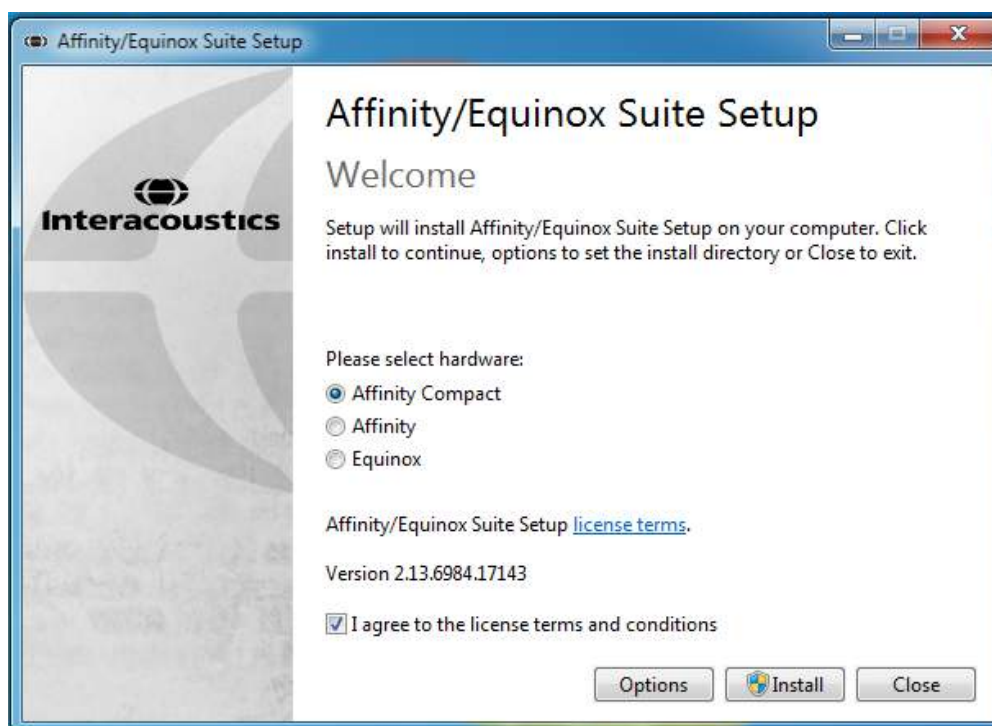 Affinity/Equinox Suite Setup
Interacoustics
Affinity/Equinox Suite Setup
Welcome
Setup will install Affinity/Equinox Suite Setup on your computer. Click
install to continue, options to set the install directory or Close to exit.
Please select hardware:
Affinity Compact
Affinity
Equinox
Affinity/Equinox Suite Setup license terms.
Version 2.13.6984.17143
I agree to the license terms and conditions
Options Install Close